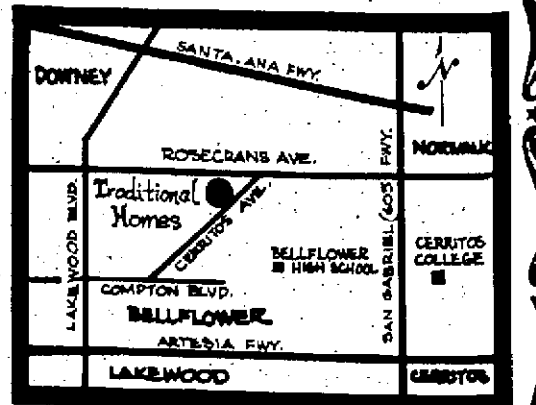 SANTA ANA FWY.
DOWNEY
N
NORWALK
ROSECRANS AVE.
Traditional
Homes
CERRITOS AVE.
LAKEWOOD BLVD.
SAN GABRIEL (605) FWY.
BELLFLOWER
HIGH SCHOOL
CERRITOS
COLLEGE
COMPTON BLVD.
BELLFLOWER
ARTESIA FWY.
LAKEWOOD
CERRITOS